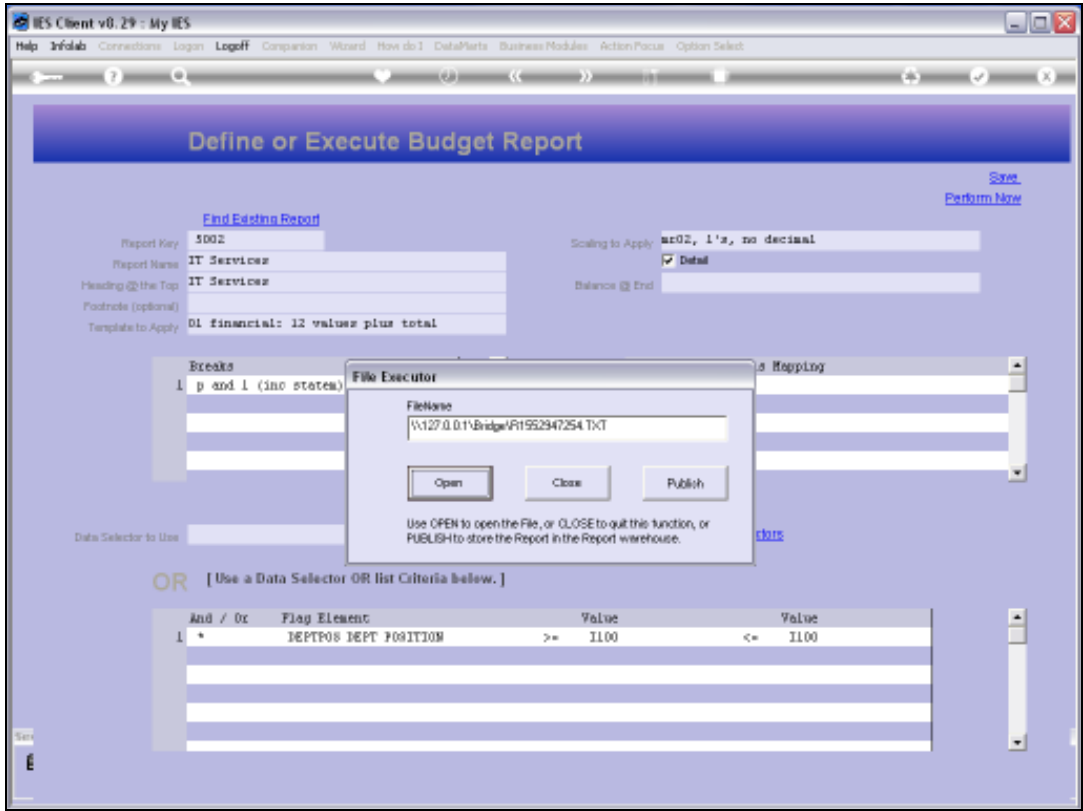 IES Client v8.29 : My IES
Help Infolab Connections Logon Logoff Companion Wizard How do I DataMarts Business Modules Action Focus Option Select
Define or Execute Budget Report
Save
Perform Now
Find Existing Report
Report Key 5002
Scaling to Apply mr02, 1's, no decimal
Report Name IT Services
Detail
Heading @ the Top IT Services
Balance @ End
Footnote (optional)
Template to Apply 01 financial: 12 values plus total
Breaks
s Mapping
1 p and l (inc statem)
File Executor
FileName
\\127.0.0.1\Bridge\R1552947254.TXT
Open Close Publish
Use OPEN to open the File, or CLOSE to quit this function, or
PUBLISH to store the Report in the Report warehouse.
Data Selector to Use
ctors
OR [ Use a Data Selector OR list Criteria below. ]
And / Or Flag Element Value Value
1 * DEPTPOS DEPT POSITION >= I100 <= I100